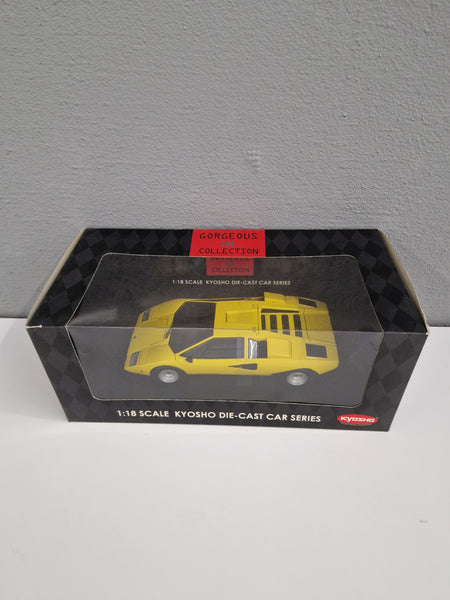 GORGEOUS
COLLECTION
COLLECTION
1:18 SCALE KYOSHO DIE-CAST CAR SERIES
1:18 SCALE KYOSHO DIE-CAST CAR SERIES
KYOSHO